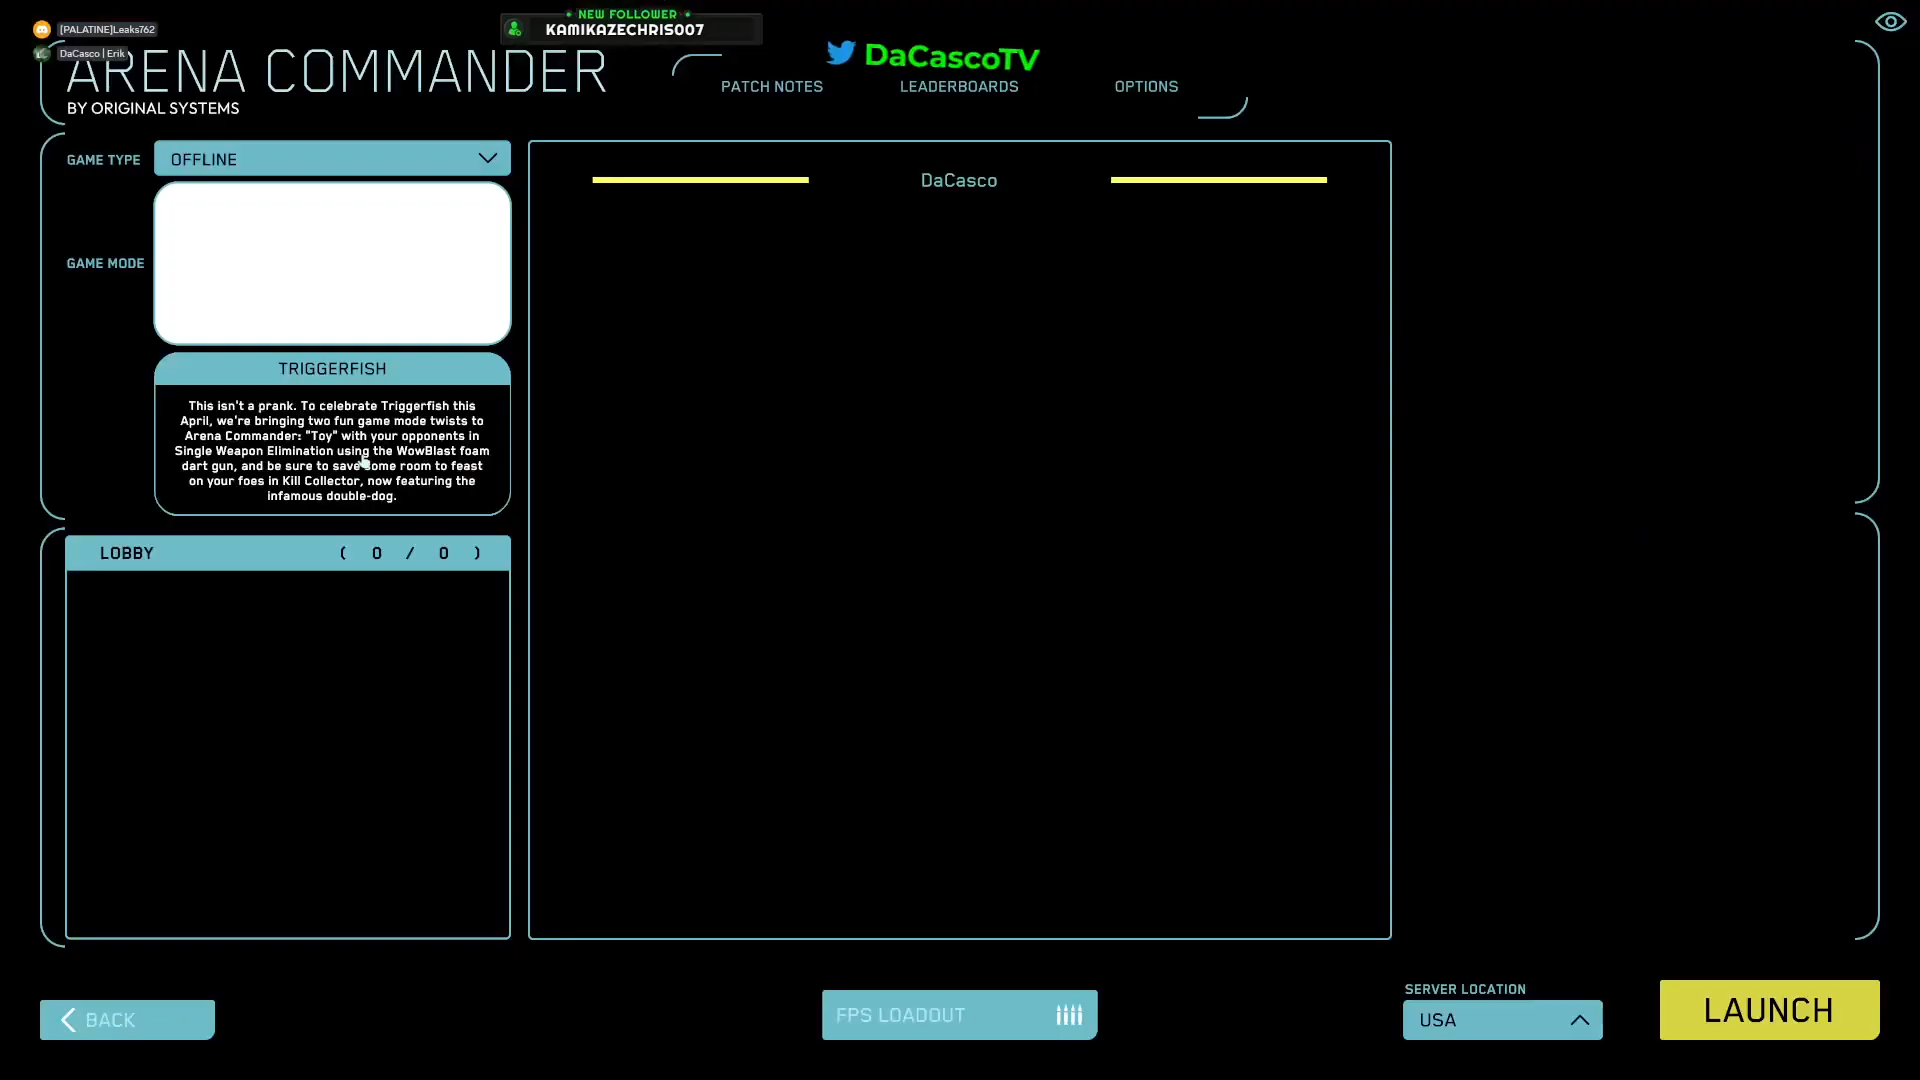 [PALATINE]Leaks762
DaCasco | Erik
NEW FOLLOWER
KAMIKAZECHRIS007
DaCascoTV
ARENA COMMANDER
BY ORIGINAL SYSTEMS
PATCH NOTES
LEADERBOARDS
OPTIONS
GAME TYPE
OFFLINE
GAME MODE
TRIGGERFISH
This isn't a prank. To celebrate Triggerfish this
April, we're bringing two fun game mode twists to
Arena Commander: "Toy" with your opponents in
Single Weapon Elimination using the WowBlast foam
dart gun, and be sure to save some room to feast
on your foes in Kill Collector, now featuring the
infamous double-dog.
LOBBY ( 0 / 0 )
DaCasco
BACK
FPS LOADOUT
SERVER LOCATION
USA
LAUNCH